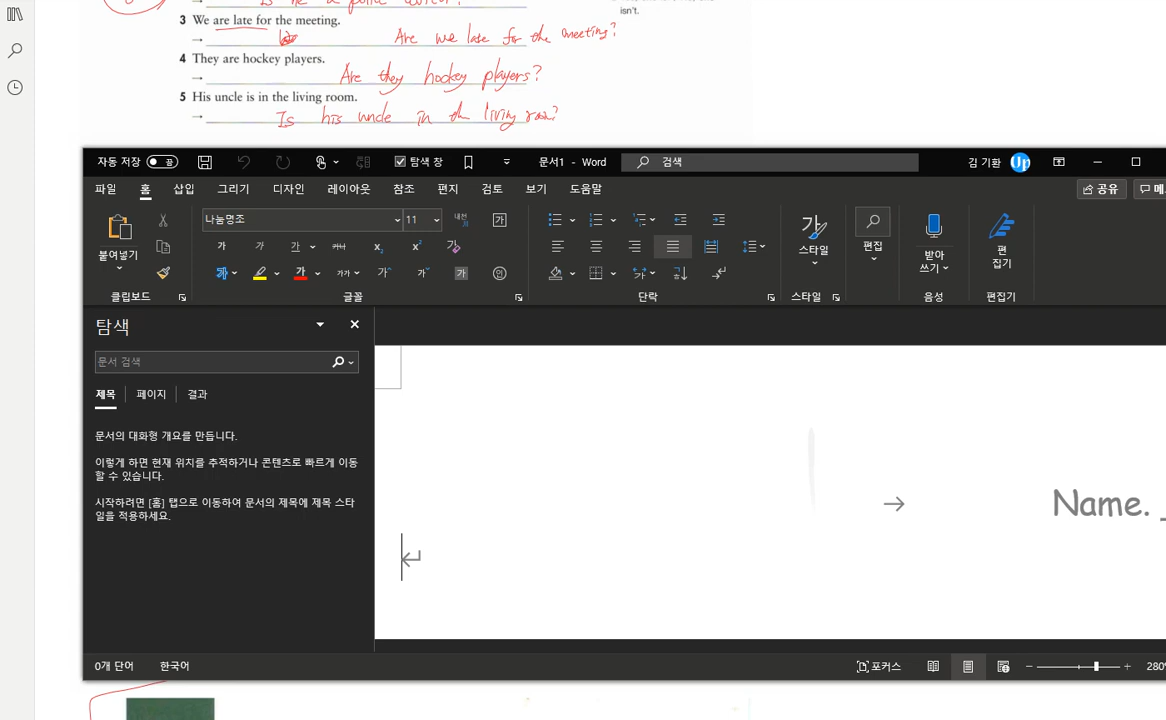 isn't.
3 We are late for the meeting.
→ Are we late for the meeting?
4 They are hockey players.
→ Are they hockey players?
5 His uncle is in the living room.
→ Is his uncle in the living room?
자동 저장 끔 탐색 창 문서1 - Word 검색 김 기환 Up
파일 홈 삽입 그리기 디자인 레이아웃 참조 편지 검토 보기 도움말 공유
나눔명조 11
붙여넣기 스타일 편집 받아쓰기 편집기
클립보드 글꼴 단락 스타일 음성 편집기
탐색
문서 검색
제목 페이지 결과
문서의 대화형 개요를 만듭니다.
이렇게 하면 현재 위치를 추적하거나 콘텐츠로 빠르게 이동
할 수 있습니다.
시작하려면 [홈] 탭으로 이동하여 문서의 제목에 제목 스타
일을 적용하세요.
→ Name. _
0개 단어 한국어 포커스 280%